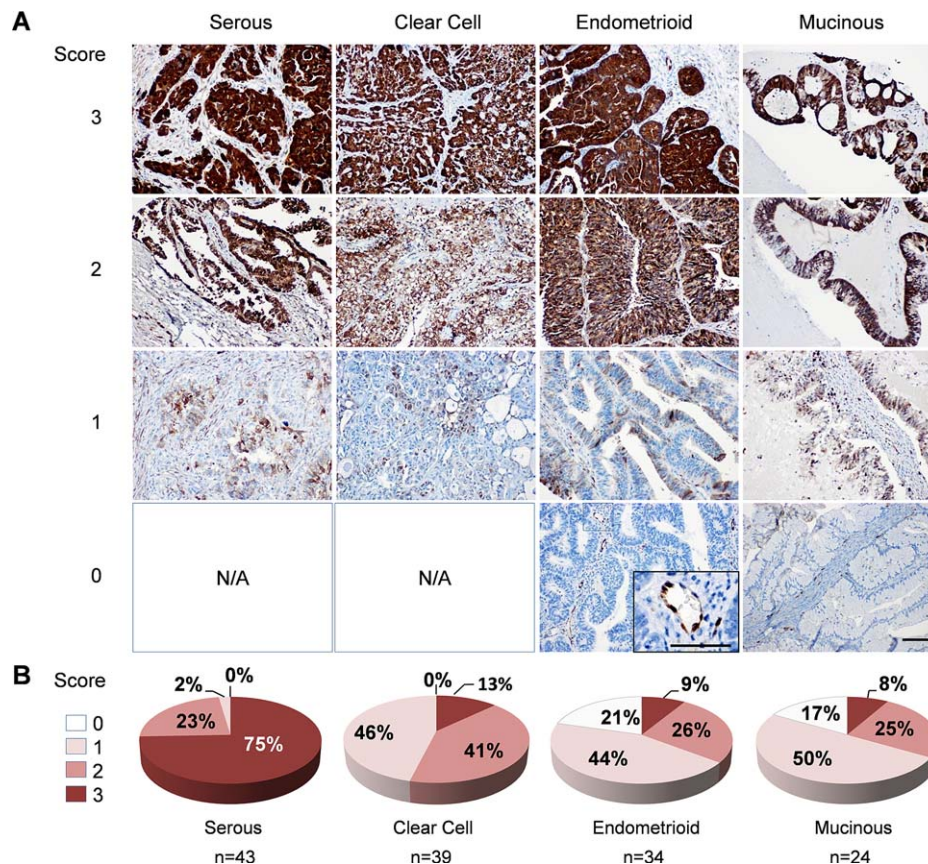 A
Serous Clear Cell Endometrioid Mucinous
Score
3
2
1
0
N/A N/A
B
Score
0
1
2
3
0% 2% 23% 75%
0% 13% 46% 41%
9% 21% 26% 44%
8% 17% 25% 50%
Serous Clear Cell Endometrioid Mucinous
n=43 n=39 n=34 n=24